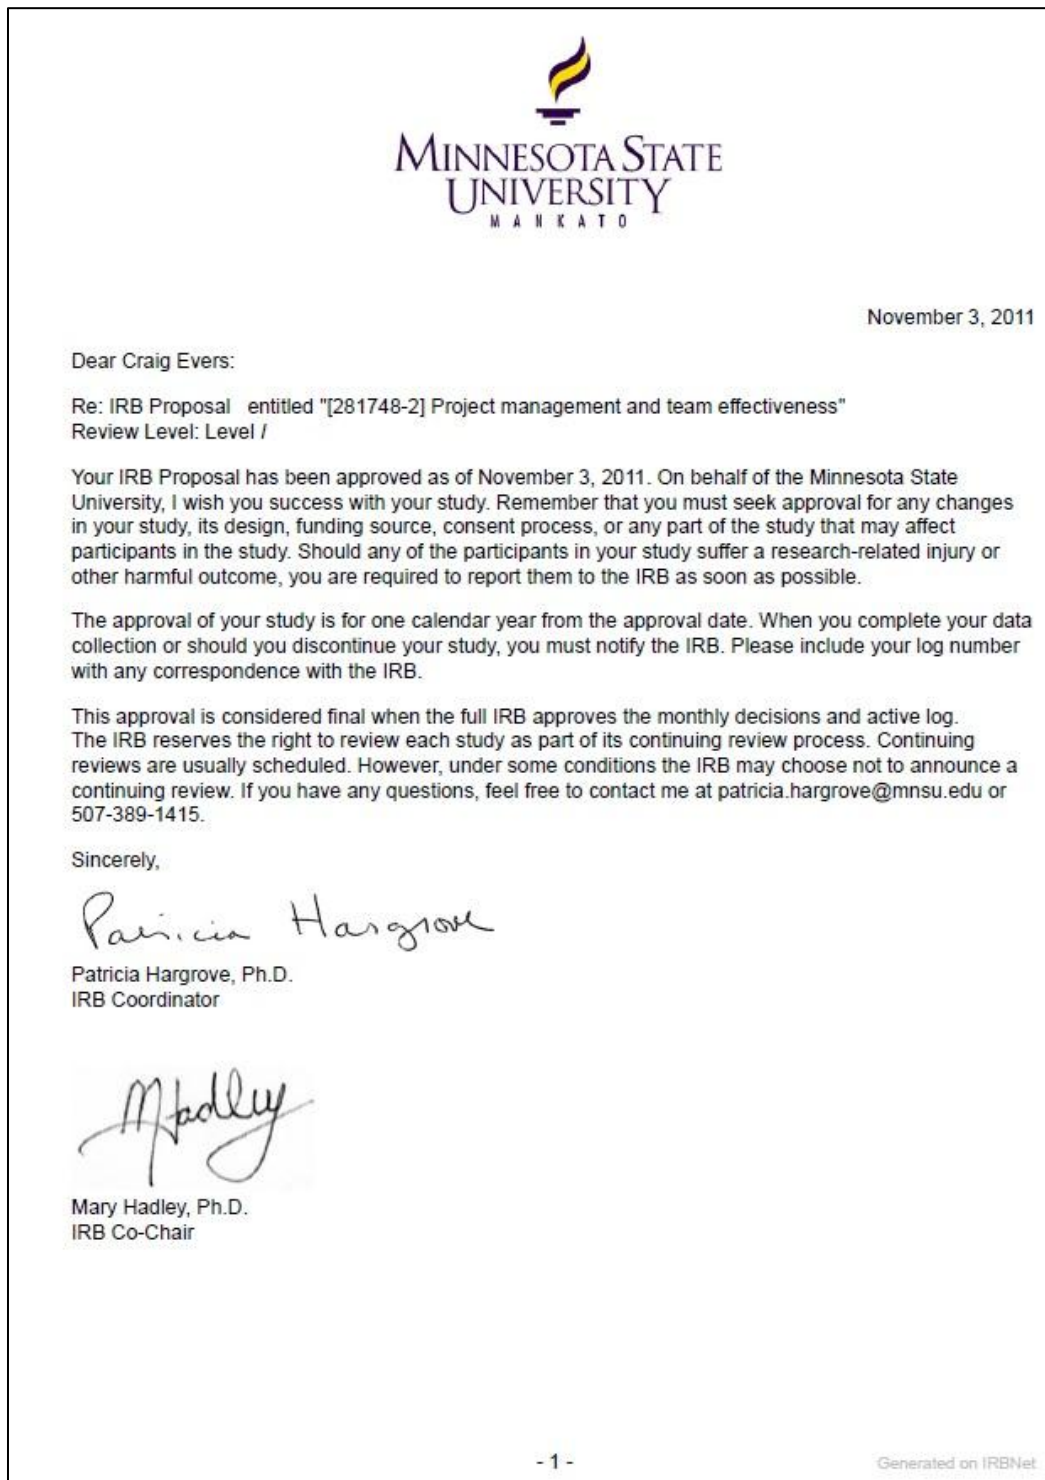 MINNESOTA STATE
UNIVERSITY
MANKATO
November 3, 2011
Dear Craig Evers:
Re: IRB Proposal entitled "[281748-2] Project management and team effectiveness"
Review Level: Level I
Your IRB Proposal has been approved as of November 3, 2011. On behalf of the Minnesota State
University, I wish you success with your study. Remember that you must seek approval for any changes
in your study, its design, funding source, consent process, or any part of the study that may affect
participants in the study. Should any of the participants in your study suffer a research-related injury or
other harmful outcome, you are required to report them to the IRB as soon as possible.
The approval of your study is for one calendar year from the approval date. When you complete your data
collection or should you discontinue your study, you must notify the IRB. Please include your log number
with any correspondence with the IRB.
This approval is considered final when the full IRB approves the monthly decisions and active log.
The IRB reserves the right to review each study as part of its continuing review process. Continuing
reviews are usually scheduled. However, under some conditions the IRB may choose not to announce a
continuing review. If you have any questions, feel free to contact me at patricia.hargrove@mnsu.edu or
507-389-1415.
Sincerely,
Patricia Hargrove
Patricia Hargrove, Ph.D.
IRB Coordinator
MHadley
Mary Hadley, Ph.D.
IRB Co-Chair
- 1 -
Generated on IRBNet